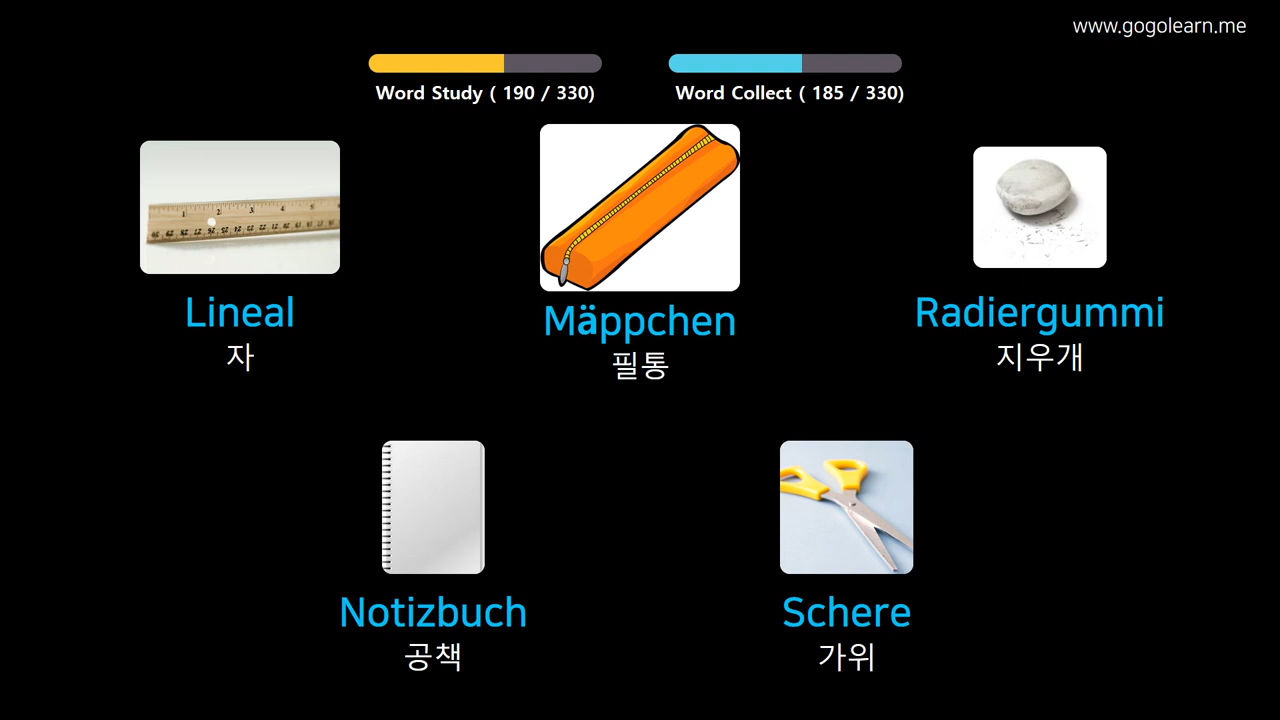 www.gogolearn.me
Word Study ( 190 / 330)
Word Collect ( 185 / 330)
Lineal
자
Mäppchen
필통
Radiergummi
지우개
Notizbuch
공책
Schere
가위